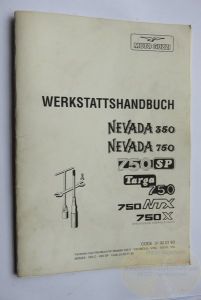 MOTO GUZZI
WERKSTATTSHANDBUCH
NEVADA 350
NEVADA 750
750 SP
Targa 750
750 NTX
750 X